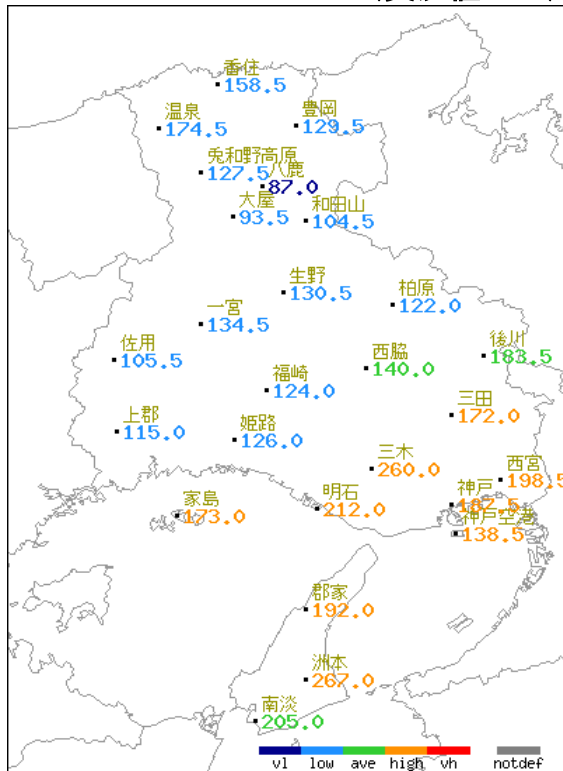 香住
158.5
温泉
174.5
豊岡
129.5
兎和野高原
127.5
八鹿
87.0
大屋
93.5
和田山
104.5
生野
130.5
柏原
122.0
一宮
134.5
佐用
105.5
西脇
140.0
後川
183.5
福崎
124.0
三田
172.0
上郡
115.0
姫路
126.0
三木
260.0
西宮
198.5
家島
173.0
明石
212.0
神戸
神戸空港
138.5
郡家
192.0
洲本
267.0
南淡
205.0
vl low ave high vh notdef